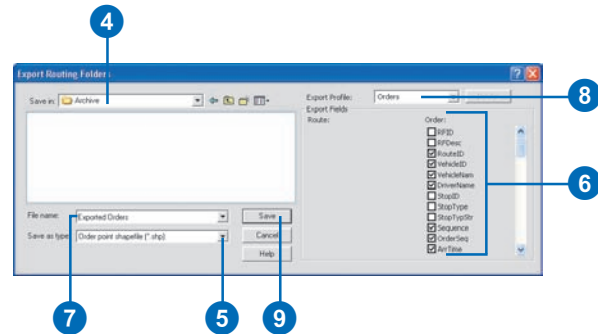 4
Export Routing Folder :
Save in: Archive
Export Profile: Orders
8
Export Fields
Route:
Order:
RFID
RFDesc
RouteID
VehicleID
VehicleNam
DriverName
StopID
StopType
StopTypStr
Sequence
OrderSeq
ArrTime
6
File name: Exported Orders
Save
Save as type: Order point shapefile (*.shp)
Cancel
Help
7
5
9